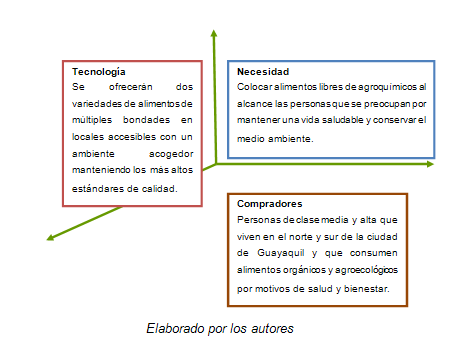 Tecnología
Se ofrecerán dos
variedades de alimentos de
múltiples bondades en
locales accesibles con un
ambiente acogedor
manteniendo los más altos
estándares de calidad.
Necesidad
Colocar alimentos libres de agroquímicos al
alcance las personas que se preocupan por
mantener una vida saludable y conservar el
medio ambiente.
Compradores
Personas de clase media y alta que
viven en el norte y sur de la ciudad
de Guayaquil y que consumen
alimentos orgánicos y agroecológicos
por motivos de salud y bienestar.
Elaborado por los autores